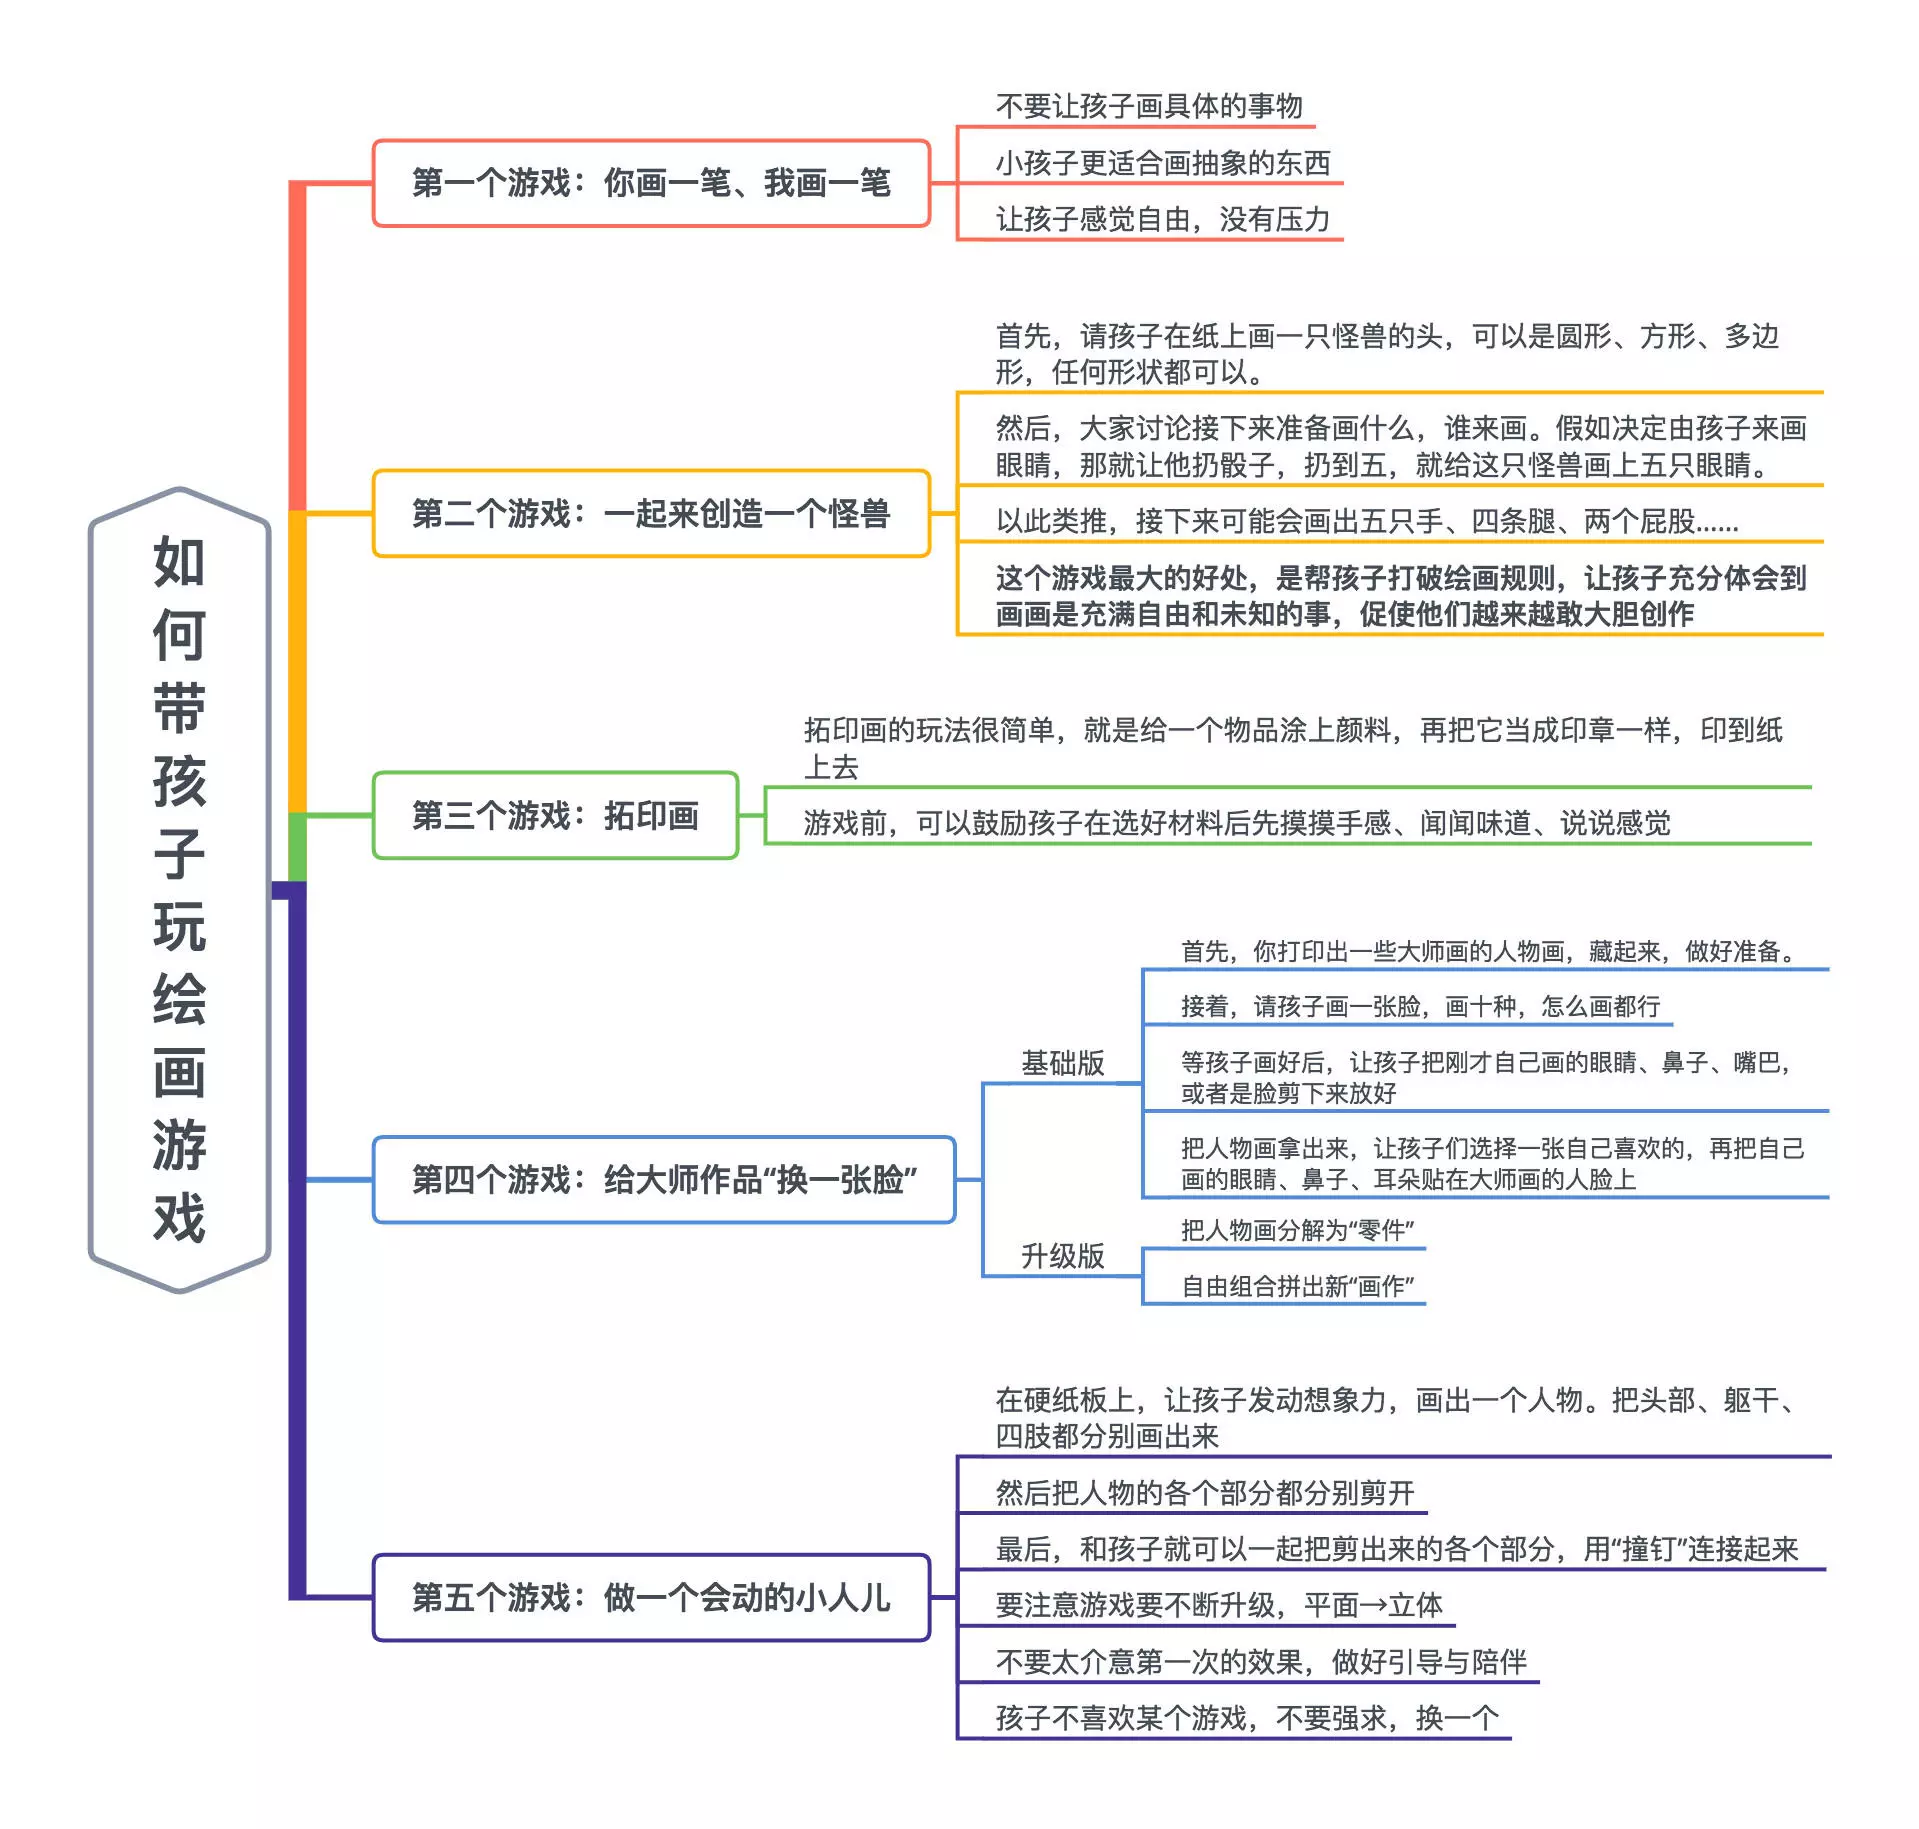 如何带孩子玩绘画游戏
第一个游戏：你画一笔、我画一笔
不要让孩子画具体的事物
小孩子更适合画抽象的东西
让孩子感觉自由，没有压力
第二个游戏：一起来创造一个怪兽
首先，请孩子在纸上画一只怪兽的头，可以是圆形、方形、多边
形，任何形状都可以。
然后，大家讨论接下来准备画什么，谁来画。假如决定由孩子来画
眼睛，那就让他扔骰子，扔到五，就给这只怪兽画上五只眼睛。
以此类推，接下来可能会画出五只手、四条腿、两个屁股……
这个游戏最大的好处，是帮孩子打破绘画规则，让孩子充分体会到
画画是充满自由和未知的事，促使他们越来越敢大胆创作
第三个游戏：拓印画
拓印画的玩法很简单，就是给一个物品涂上颜料，再把它当成印章一样，印到纸
上去
游戏前，可以鼓励孩子在选好材料后先摸摸手感、闻闻味道、说说感觉
第四个游戏：给大师作品“换一张脸”
基础版
首先，你打印出一些大师画的人物画，藏起来，做好准备。
接着，请孩子画一张脸，画十种，怎么画都行
等孩子画好后，让孩子把刚才自己画的眼睛、鼻子、嘴巴，
或者是脸剪下来放好
把人物画拿出来，让孩子们选择一张自己喜欢的，再把自己
画的眼睛、鼻子、耳朵贴在大师画的人脸上
升级版
把人物画分解为“零件”
自由组合拼出新“画作”
第五个游戏：做一个会动的小人儿
在硬纸板上，让孩子发动想象力，画出一个人物。把头部、躯干、
四肢都分别画出来
然后把人物的各个部分都分别剪开
最后，和孩子就可以一起把剪出来的各个部分，用“撞钉”连接起来
要注意游戏要不断升级，平面→立体
不要太介意第一次的效果，做好引导与陪伴
孩子不喜欢某个游戏，不要强求，换一个